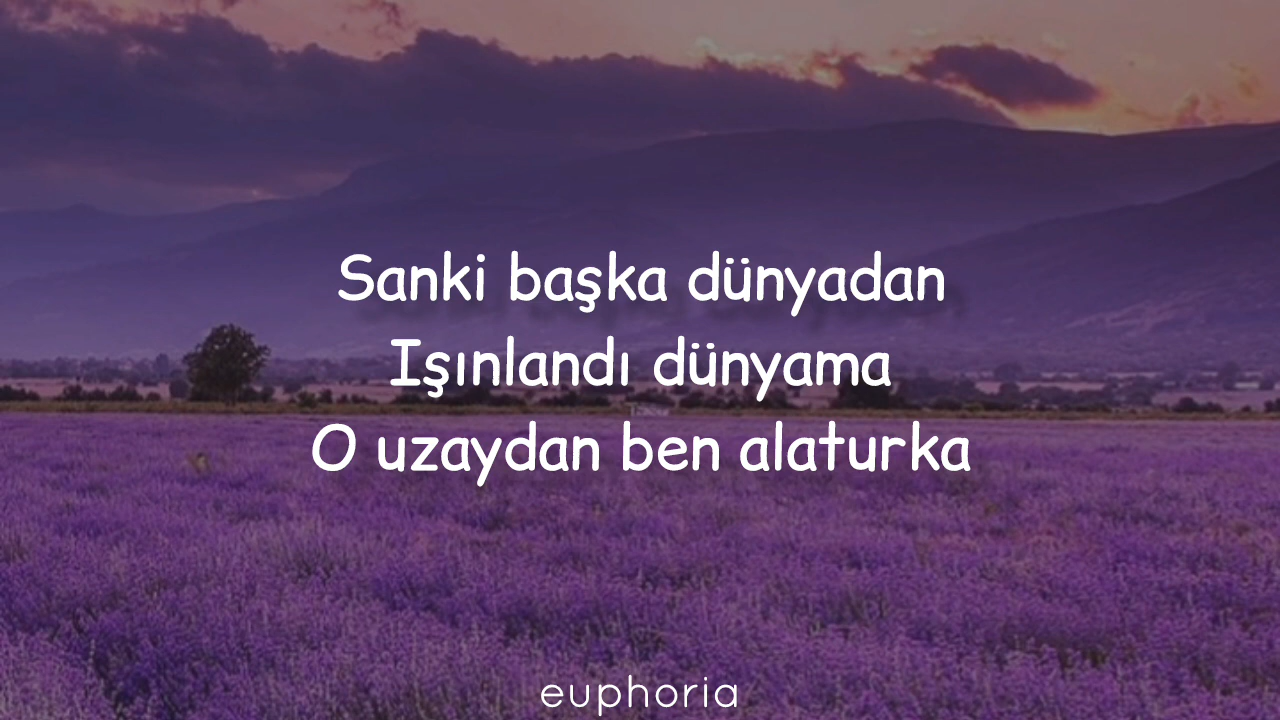 Sanki başka dünyadan
Işınlandı dünyama
O uzaydan ben alaturka
euphoria